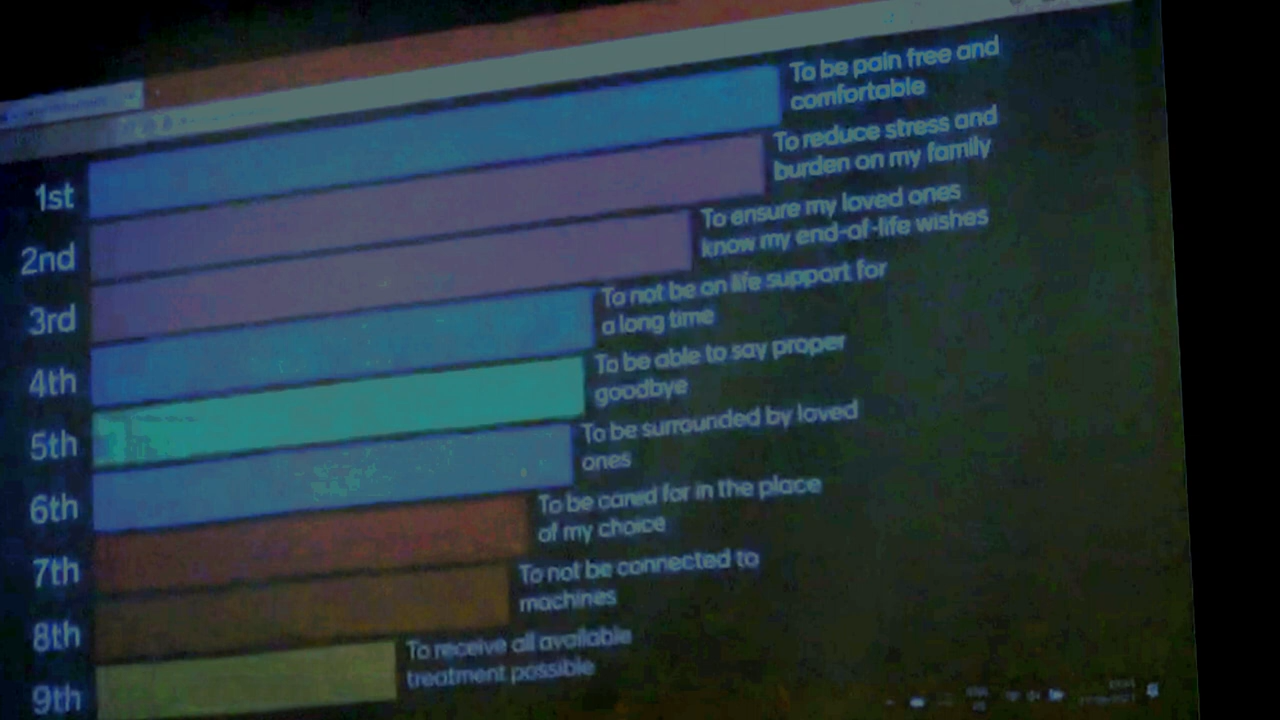 1st
To be pain free and
comfortable
2nd
To reduce stress and
burden on my family
3rd
To ensure my loved ones
know my end-of-life wishes
4th
To not be on life support for
a long time
5th
To be able to say proper
goodbye
6th
To be surrounded by loved
ones
7th
To be cared for in the place
of my choice
8th
To not be connected to
machines
9th
To receive all available
treatment possible